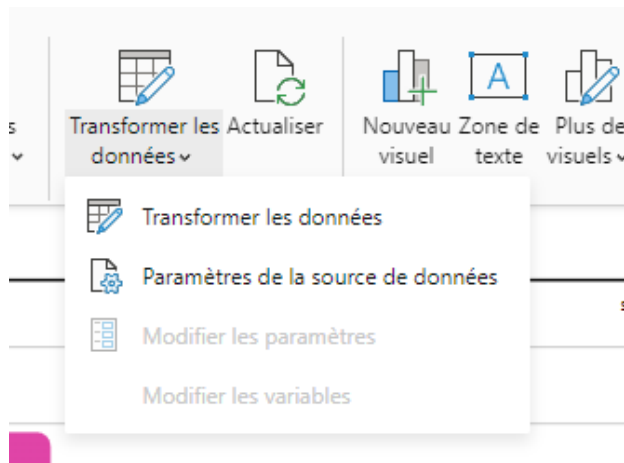 s
Transformer les Actualiser Nouveau Zone de Plus de
données visuel texte visuels
A
Transformer les données
Paramètres de la source de données
Modifier les paramètres
Modifier les variables
s